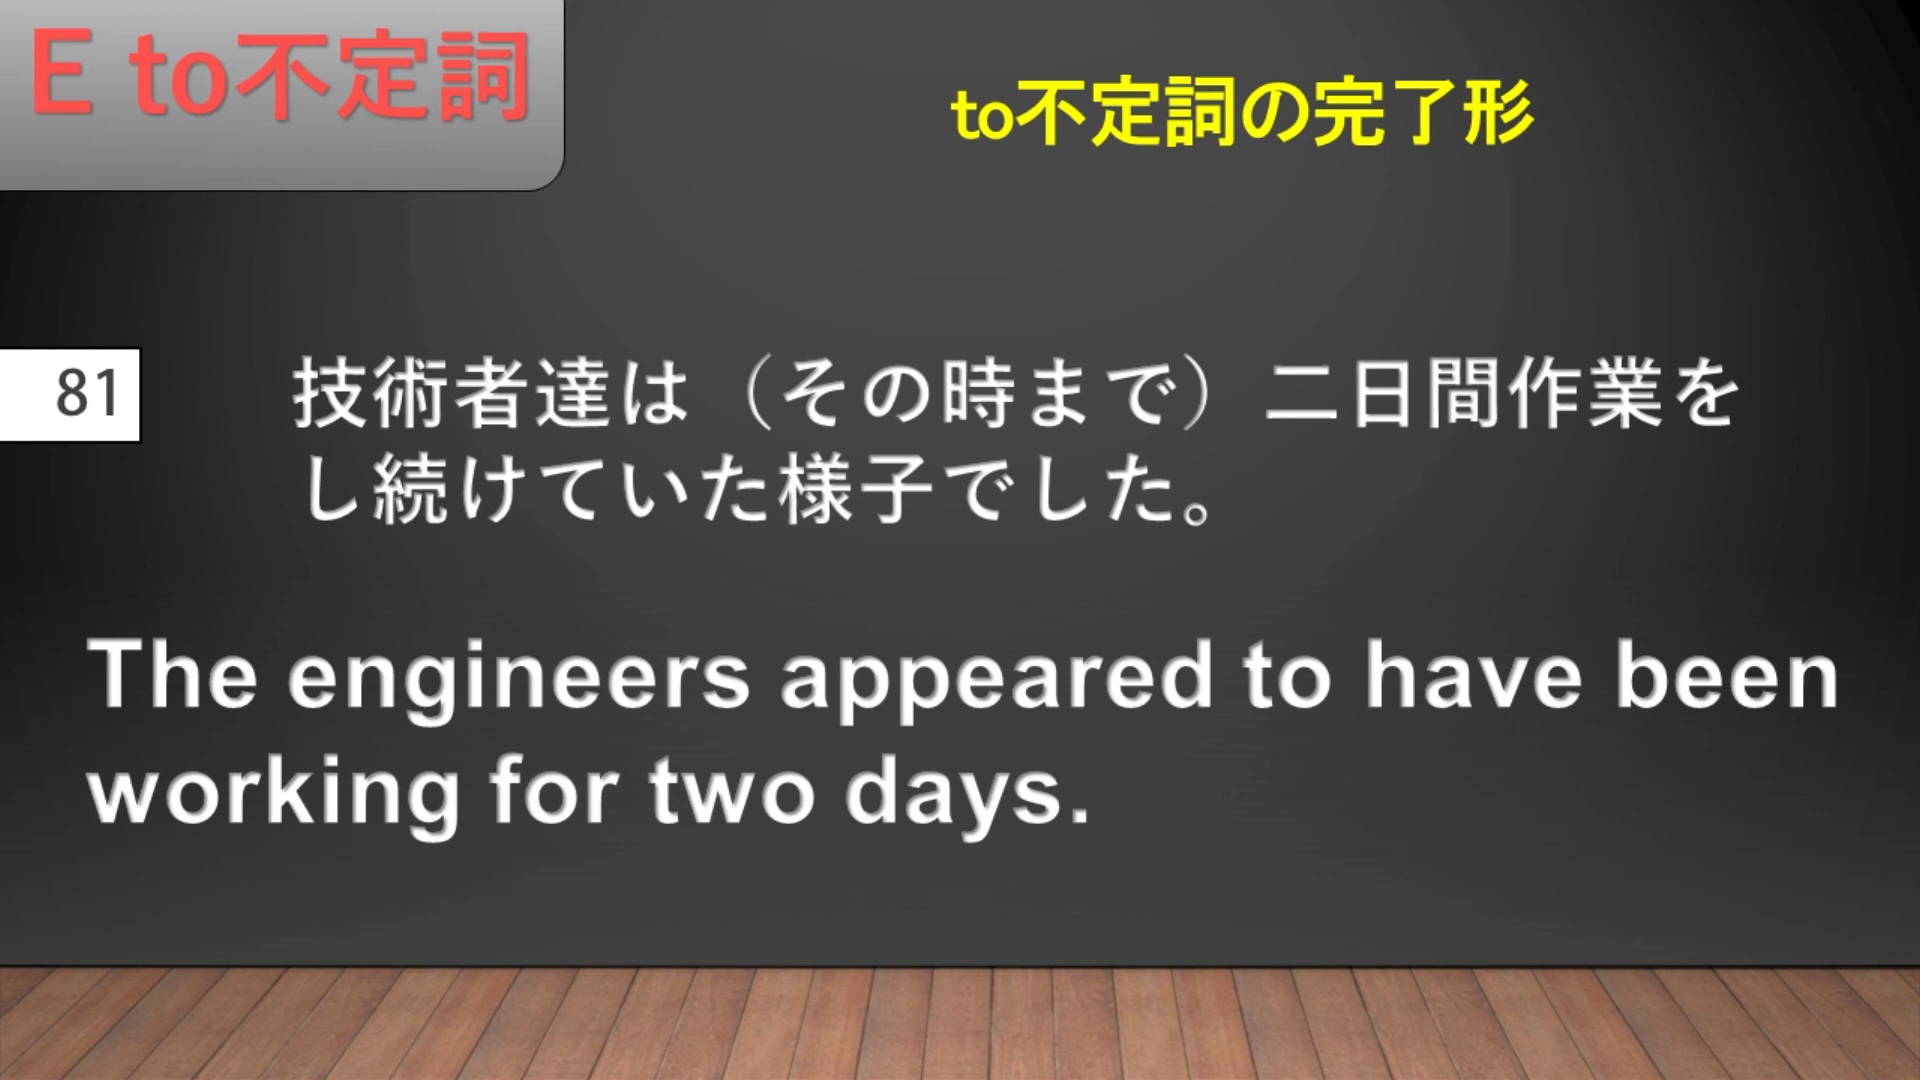 E to不定詞
to不定詞の完了形
81
技術者達は（その時まで）二日間作業を
し続けていた様子でした。
The engineers appeared to have been
working for two days.